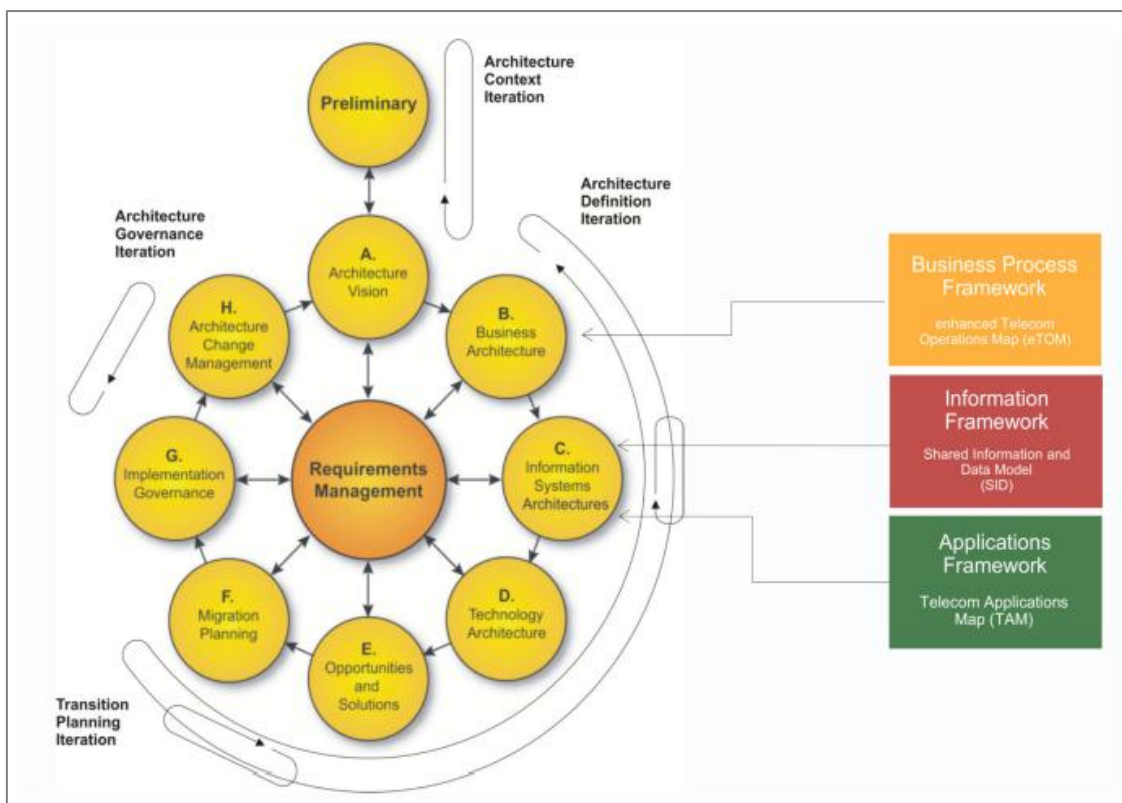 Preliminary
Architecture
Context
Iteration
Architecture
Definition
Iteration
Architecture
Governance
Iteration
A.
Architecture
Vision
H.
Architecture
Change
Management
B.
Business
Architecture
Business Process
Framework
enhanced Telecom
Operations Map (eTOM)
G.
Implementation
Governance
Requirements
Management
C.
Information
Systems
Architectures
Information
Framework
Shared Information and
Data Model
(SID)
F.
Migration
Planning
D.
Technology
Architecture
Applications
Framework
Telecom Applications
Map (TAM)
E.
Opportunities
and
Solutions
Transition
Planning
Iteration